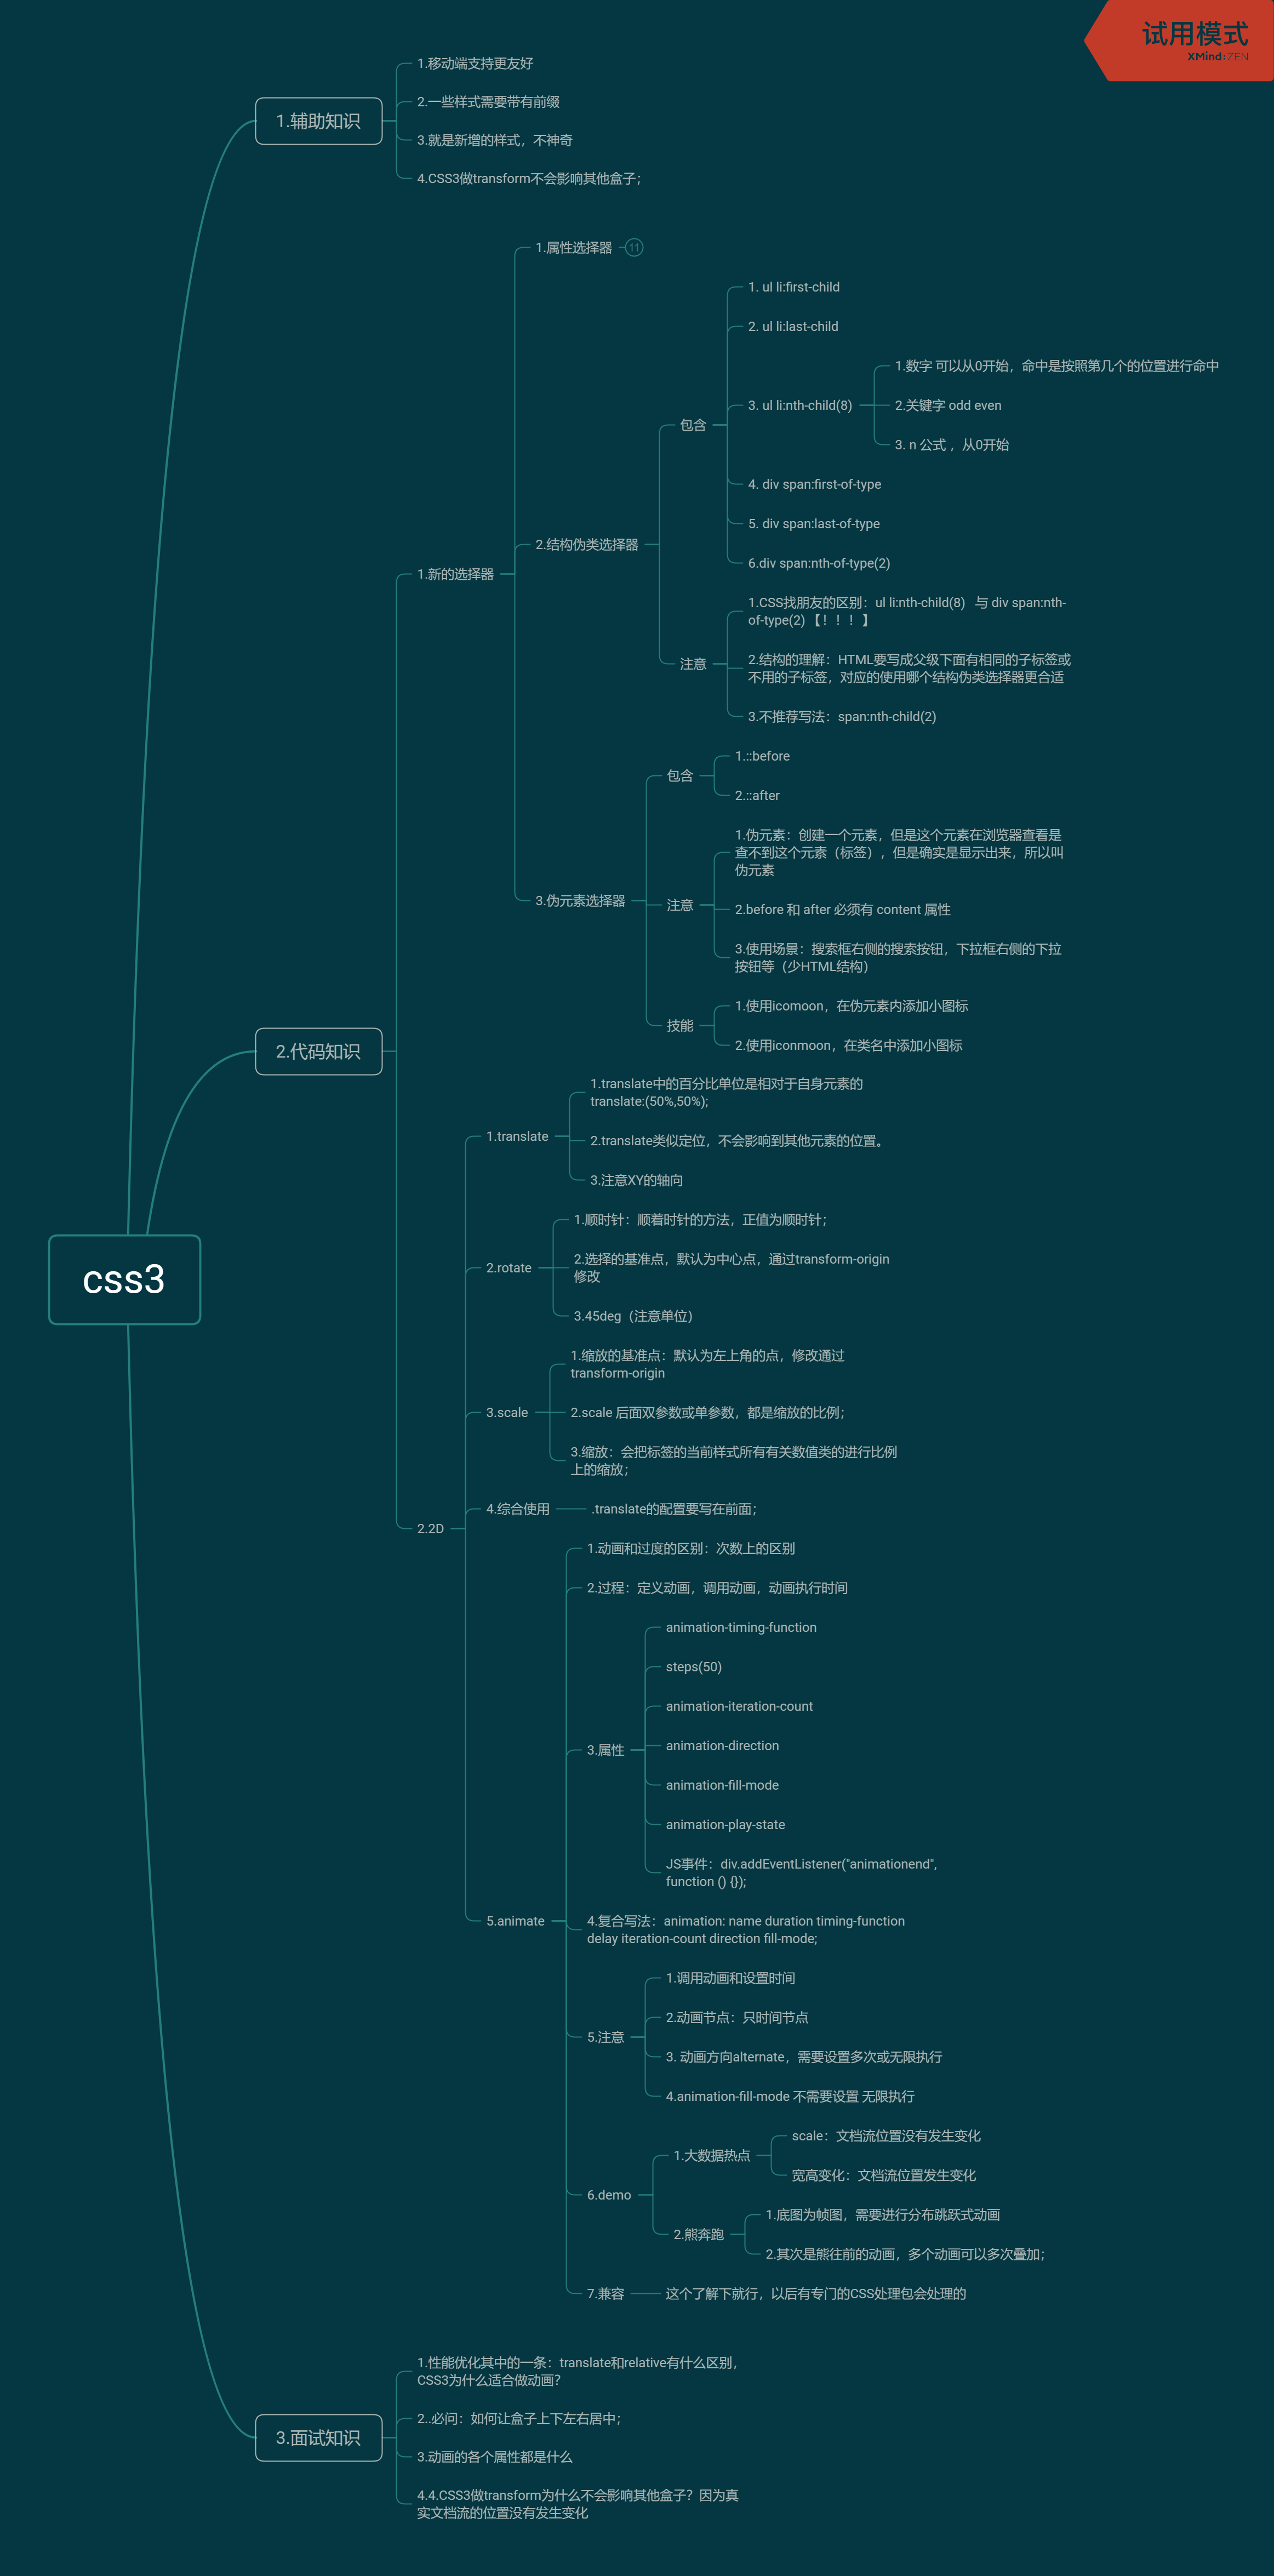 试用模式
XMind:ZEN
css3
1.辅助知识
1.移动端支持更友好
2.一些样式需要带有前缀
3.就是新增的样式，不神奇
4.CSS3做transform不会影响其他盒子；
2.代码知识
1.新的选择器
1.属性选择器
11
2.结构伪类选择器
包含
1. ul li:first-child
2. ul li:last-child
3. ul li:nth-child(8)
1.数字 可以从0开始，命中是按照第几个的位置进行命中
2.关键字 odd even
3. n 公式 ，从0开始
4. div span:first-of-type
5. div span:last-of-type
6.div span:nth-of-type(2)
注意
1.CSS找朋友的区别：ul li:nth-child(8)   与 div span:nth-
of-type(2) 【！！！】
2.结构的理解：HTML要写成父级下面有相同的子标签或
不用的子标签，对应的使用哪个结构伪类选择器更合适
3.不推荐写法：span:nth-child(2)
3.伪元素选择器
包含
1.::before
2.::after
注意
1.伪元素：创建一个元素，但是这个元素在浏览器查看是
查不到这个元素（标签），但是确实是显示出来，所以叫
伪元素
2.before 和 after 必须有 content 属性
3.使用场景：搜索框右侧的搜索按钮，下拉框右侧的下拉
按钮等（少HTML结构）
技能
1.使用icomoon，在伪元素内添加小图标
2.使用iconmoon，在类名中添加小图标
2.2D
1.translate
1.translate中的百分比单位是相对于自身元素的
translate:(50%,50%);
2.translate类似定位，不会影响到其他元素的位置。
3.注意XY的轴向
2.rotate
1.顺时针：顺着时针的方法，正值为顺时针；
2.选择的基准点，默认为中心点，通过transform-origin
修改
3.45deg（注意单位）
3.scale
1.缩放的基准点：默认为左上角的点，修改通过
transform-origin
2.scale 后面双参数或单参数，都是缩放的比例；
3.缩放：会把标签的当前样式所有有关数值类的进行比例
上的缩放；
4.综合使用
.translate的配置要写在前面；
5.animate
1.动画和过度的区别：次数上的区别
2.过程：定义动画，调用动画，动画执行时间
3.属性
animation-timing-function
steps(50)
animation-iteration-count
animation-direction
animation-fill-mode
animation-play-state
JS事件：div.addEventListener("animationend",
function () {});
4.复合写法：animation: name duration timing-function
delay iteration-count direction fill-mode;
5.注意
1.调用动画和设置时间
2.动画节点：只时间节点
3. 动画方向alternate，需要设置多次或无限执行
4.animation-fill-mode 不需要设置 无限执行
6.demo
1.大数据热点
scale：文档流位置没有发生变化
宽高变化：文档流位置发生变化
2.熊奔跑
1.底图为帧图，需要进行分布跳跃式动画
2.其次是熊往前的动画，多个动画可以多次叠加；
7.兼容
这个了解下就行，以后有专门的CSS处理包会处理的
3.面试知识
1.性能优化其中的一条：translate和relative有什么区别，
CSS3为什么适合做动画？
2..必问：如何让盒子上下左右居中；
3.动画的各个属性都是什么
4.4.CSS3做transform为什么不会影响其他盒子？因为真
实文档流的位置没有发生变化